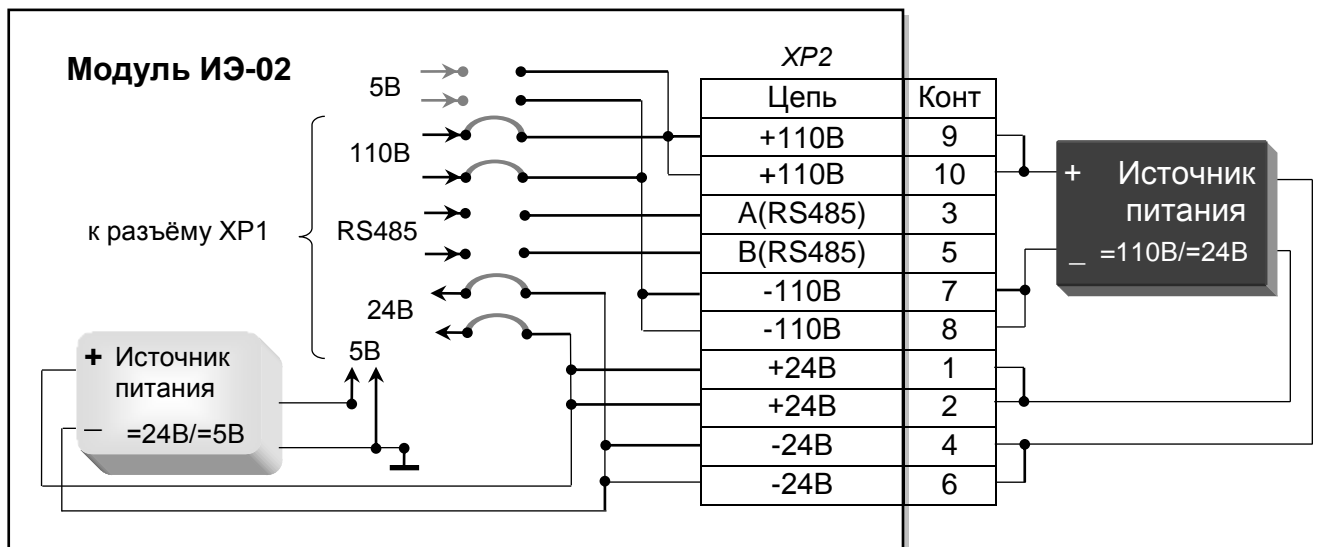 Модуль ИЭ-02
ХР2
Цепь Конт
+110В 9
+110В 10
А(RS485) 3
В(RS485) 5
-110В 7
-110В 8
+24В 1
+24В 2
-24В 4
-24В 6
5В
110В
RS485
24В
5В
к разъёму ХР1
+ Источник
питания
_ =24В/=5В
+ Источник
питания
_ =110В/=24В